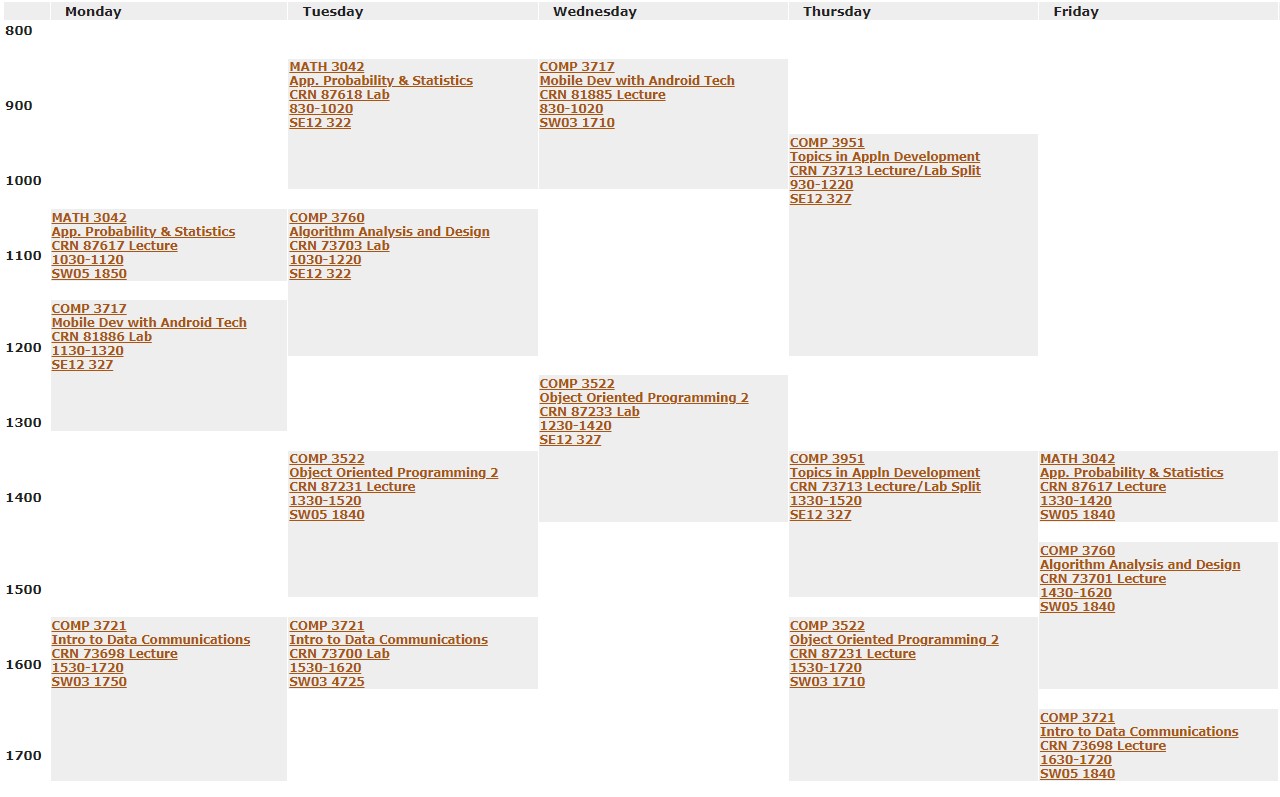 Monday
Tuesday
Wednesday
Thursday
Friday
800
MATH 3042
App. Probability & Statistics
CRN 87618 Lab
830-1020
SE12 322
COMP 3717
Mobile Dev with Android Tech
CRN 81885 Lecture
830-1020
SW03 1710
900
COMP 3951
Topics in Appln Development
CRN 73713 Lecture/Lab Split
930-1220
SE12 327
1000
MATH 3042
App. Probability & Statistics
CRN 87617 Lecture
1030-1120
SW05 1850
COMP 3760
Algorithm Analysis and Design
CRN 73703 Lab
1030-1220
SE12 322
1100
COMP 3717
Mobile Dev with Android Tech
CRN 81886 Lab
1130-1320
SE12 327
1200
COMP 3522
Object Oriented Programming 2
CRN 87233 Lab
1230-1420
SE12 327
1300
COMP 3522
Object Oriented Programming 2
CRN 87231 Lecture
1330-1520
SW05 1840
COMP 3951
Topics in Appln Development
CRN 73713 Lecture/Lab Split
1330-1520
SE12 327
MATH 3042
App. Probability & Statistics
CRN 87617 Lecture
1330-1420
SW05 1840
1400
COMP 3760
Algorithm Analysis and Design
CRN 73701 Lecture
1430-1620
SW05 1840
1500
COMP 3721
Intro to Data Communications
CRN 73698 Lecture
1530-1720
SW03 1750
COMP 3721
Intro to Data Communications
CRN 73700 Lab
1530-1620
SW03 4725
COMP 3522
Object Oriented Programming 2
CRN 87231 Lecture
1530-1720
SW03 1710
1600
COMP 3721
Intro to Data Communications
CRN 73698 Lecture
1630-1720
SW05 1840
1700